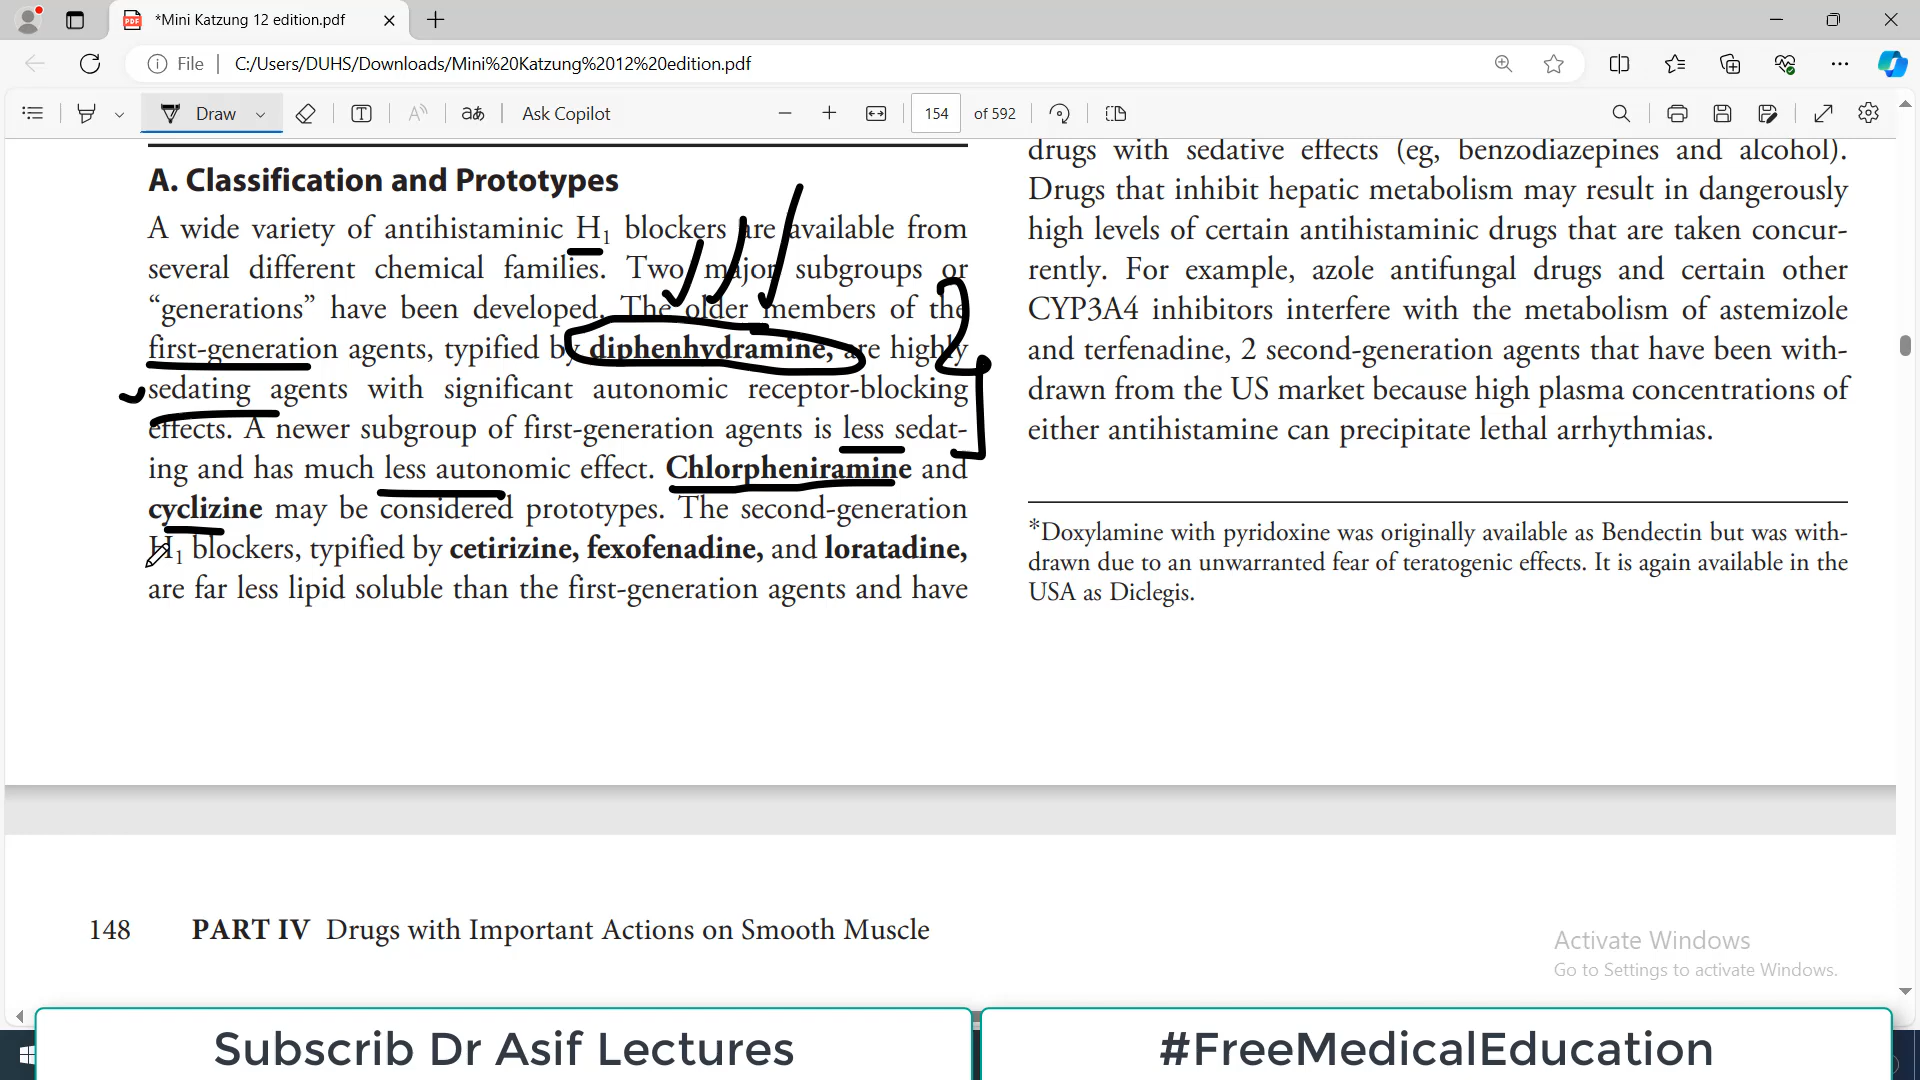 *Mini Katzung 12 edition.pdf
File
C:/Users/DUHS/Downloads/Mini%20Katzung%2012%20edition.pdf
Draw
Ask Copilot
154 of 592
A. Classification and Prototypes
A wide variety of antihistaminic H1 blockers are available from
several different chemical families. Two major subgroups or
“generations” have been developed. The older members of the
first-generation agents, typified by diphenhydramine, are highly
sedating agents with significant autonomic receptor-blocking
effects. A newer subgroup of first-generation agents is less sedat-
ing and has much less autonomic effect. Chlorpheniramine and
cyclizine may be considered prototypes. The second-generation
H1 blockers, typified by cetirizine, fexofenadine, and loratadine,
are far less lipid soluble than the first-generation agents and have
drugs with sedative effects (eg, benzodiazepines and alcohol).
Drugs that inhibit hepatic metabolism may result in dangerously
high levels of certain antihistaminic drugs that are taken concur-
rently. For example, azole antifungal drugs and certain other
CYP3A4 inhibitors interfere with the metabolism of astemizole
and terfenadine, 2 second-generation agents that have been with-
drawn from the US market because high plasma concentrations of
either antihistamine can precipitate lethal arrhythmias.
*Doxylamine with pyridoxine was originally available as Bendectin but was with-
drawn due to an unwarranted fear of teratogenic effects. It is again available in the
USA as Diclegis.
148 PART IV Drugs with Important Actions on Smooth Muscle
Activate Windows
Go to Settings to activate Windows.
Subscrib Dr Asif Lectures
#FreeMedicalEducation